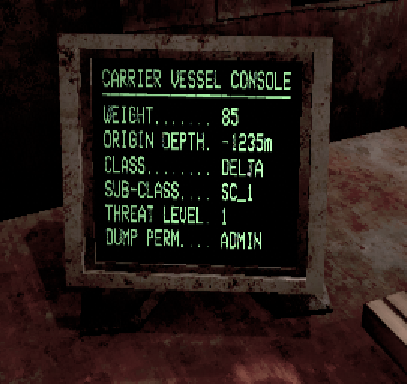 CARRIER VESSEL CONSOLE
WEIGHT....... 85
ORIGIN DEPTH. -1235m
CLASS........ DELTA
SUB-CLASS.... SC_1
THREAT LEVEL. 1
DUMP PERM.... ADMIN